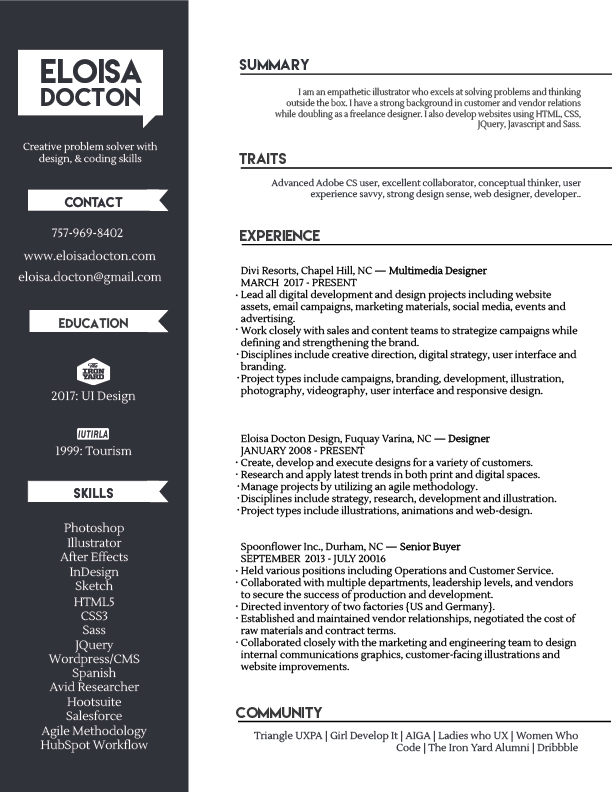 ELOISA
DOCTON
Creative problem solver with
design, & coding skills
CONTACT
757-969-8402
www.eloisadocton.com
eloisa.docton@gmail.com
EDUCATION
The
IRON
YARD
2017: UI Design
IUTIRLA
1999: Tourism
SKILLS
Photoshop
Illustrator
After Effects
InDesign
Sketch
HTML5
CSS3
Sass
JQuery
Wordpress/CMS
Spanish
Avid Researcher
Hootsuite
Salesforce
Agile Methodology
HubSpot Workflow
SUMMARY
I am an empathetic illustrator who excels at solving problems and thinking
outside the box. I have a strong background in customer and vendor relations
while doubling as a freelance designer. I also develop websites using HTML, CSS,
JQuery, Javascript and Sass.
TRAITS
Advanced Adobe CS user, excellent collaborator, conceptual thinker, user
experience savvy, strong design sense, web designer, developer..
EXPERIENCE
Divi Resorts, Chapel Hill, NC — Multimedia Designer
MARCH 2017 - PRESENT
· Lead all digital development and design projects including website
assets, email campaigns, marketing materials, social media, events and
advertising.
· Work closely with sales and content teams to strategize campaigns while
defining and strengthening the brand.
· Disciplines include creative direction, digital strategy, user interface and
branding.
· Project types include campaigns, branding, development, illustration,
photography, videography, user interface and responsive design.
Eloisa Docton Design, Fuquay Varina, NC — Designer
JANUARY 2008 - PRESENT
· Create, develop and execute designs for a variety of customers.
· Research and apply latest trends in both print and digital spaces.
· Manage projects by utilizing an agile methodology.
· Disciplines include strategy, research, development and illustration.
· Project types include illustrations, animations and web-design.
Spoonflower Inc., Durham, NC — Senior Buyer
SEPTEMBER 2013 - JULY 20016
· Held various positions including Operations and Customer Service.
· Collaborated with multiple departments, leadership levels, and vendors
to secure the success of production and development.
· Directed inventory of two factories {US and Germany}.
· Established and maintained vendor relationships, negotiated the cost of
raw materials and contract terms.
· Collaborated closely with the marketing and engineering team to design
internal communications graphics, customer-facing illustrations and
website improvements.
COMMUNITY
Triangle UXPA | Girl Develop It | AIGA | Ladies who UX | Women Who
Code | The Iron Yard Alumni | Dribbble